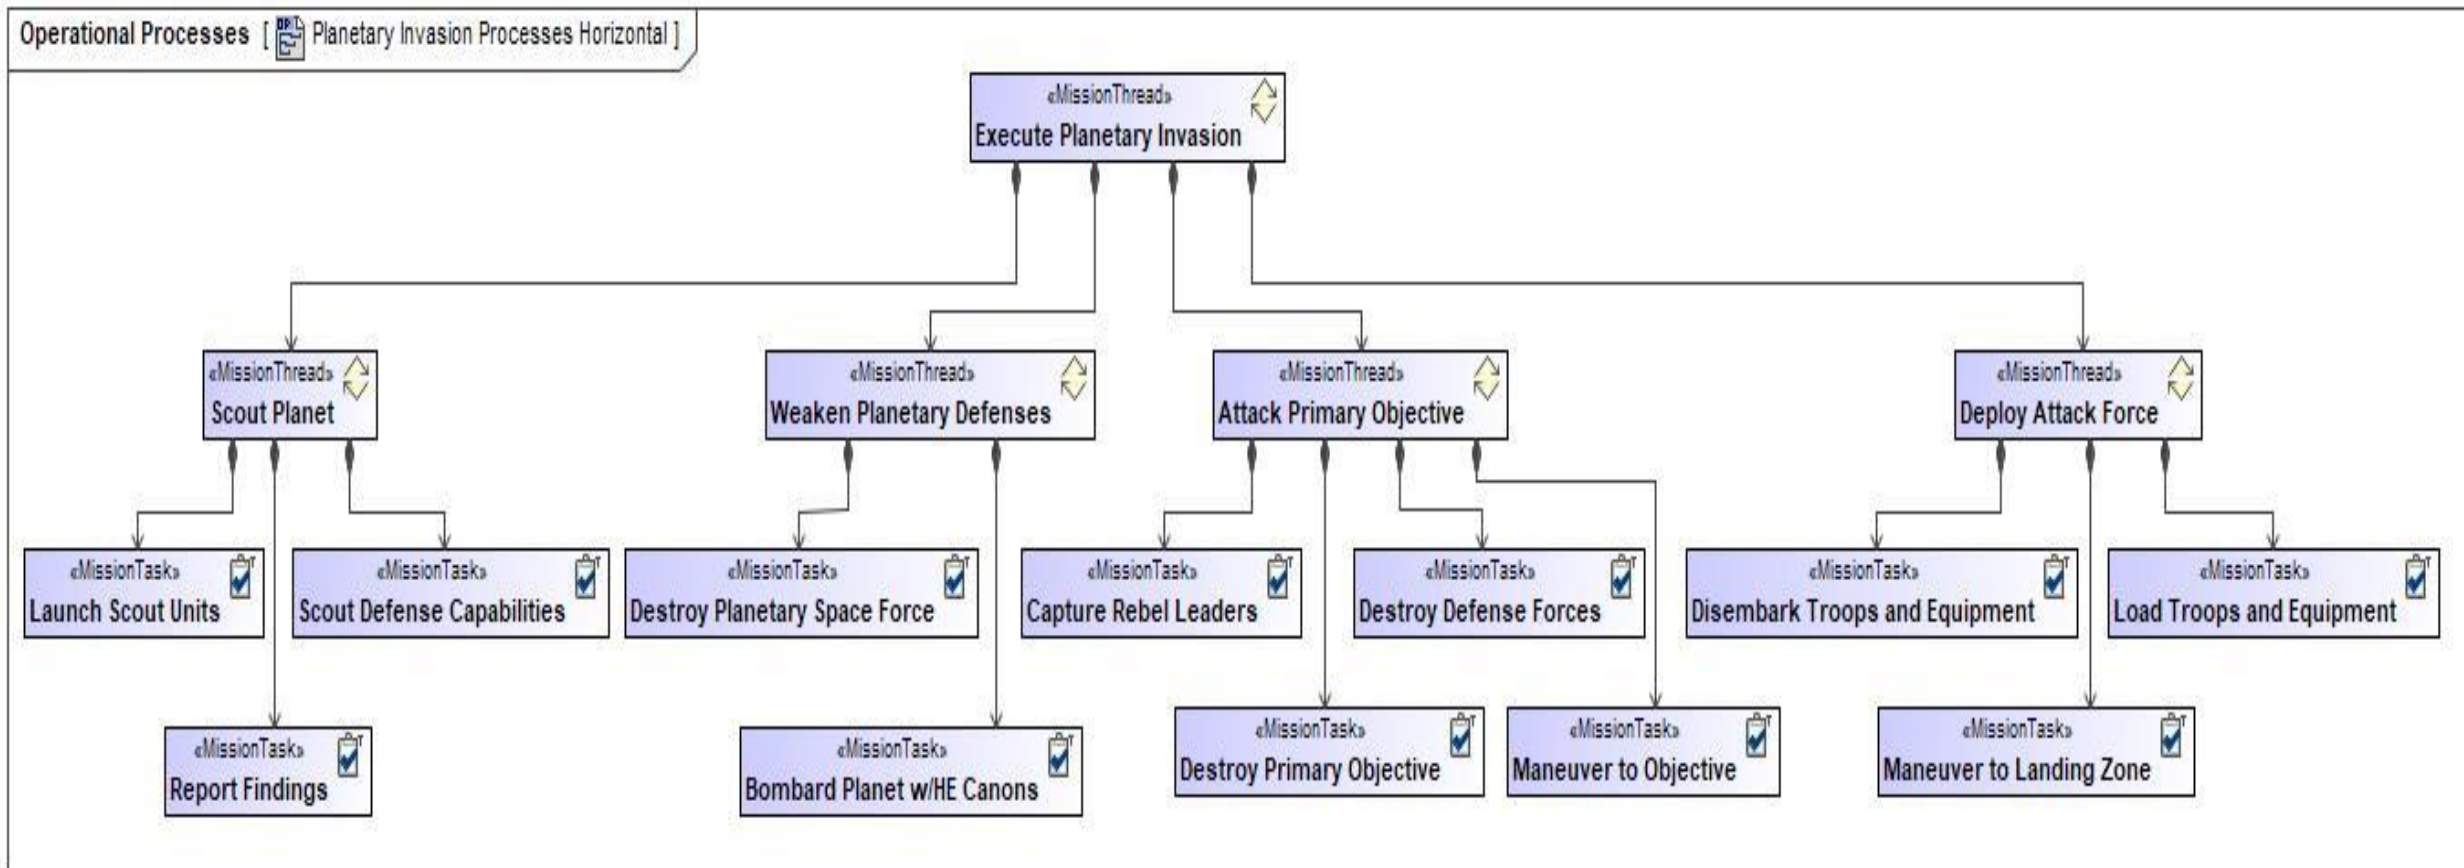 Operational Processes [ Planetary Invasion Processes Horizontal ]
«MissionThread»
Execute Planetary Invasion
«MissionThread»
Scout Planet
«MissionThread»
Weaken Planetary Defenses
«MissionThread»
Attack Primary Objective
«MissionThread»
Deploy Attack Force
«MissionTask»
Launch Scout Units
«MissionTask»
Scout Defense Capabilities
«MissionTask»
Destroy Planetary Space Force
«MissionTask»
Capture Rebel Leaders
«MissionTask»
Destroy Defense Forces
«MissionTask»
Disembark Troops and Equipment
«MissionTask»
Load Troops and Equipment
«MissionTask»
Report Findings
«MissionTask»
Bombard Planet w/HE Canons
«MissionTask»
Destroy Primary Objective
«MissionTask»
Maneuver to Objective
«MissionTask»
Maneuver to Landing Zone